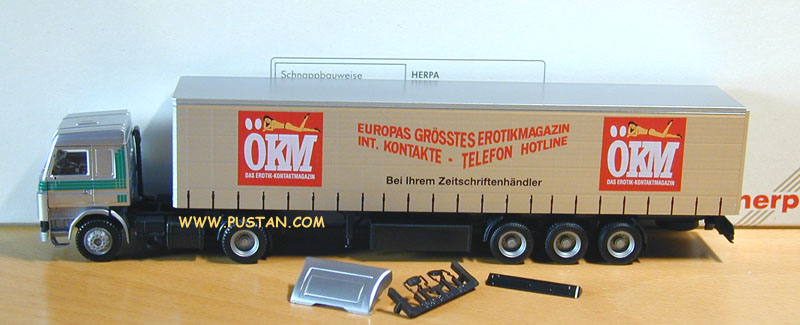 Schnappbauweise
HERPA
ÖKM
DAS EROTIK-KONTAKTMAGAZIN
EUROPAS GRÖSSTES EROTIKMAGAZIN
INT. KONTAKTE - TELEFON HOTLINE
Bei Ihrem Zeitschriftenhändler
ÖKM
DAS EROTIK-KONTAKTMAGAZIN
herp
WWW.PUSTAN.COM